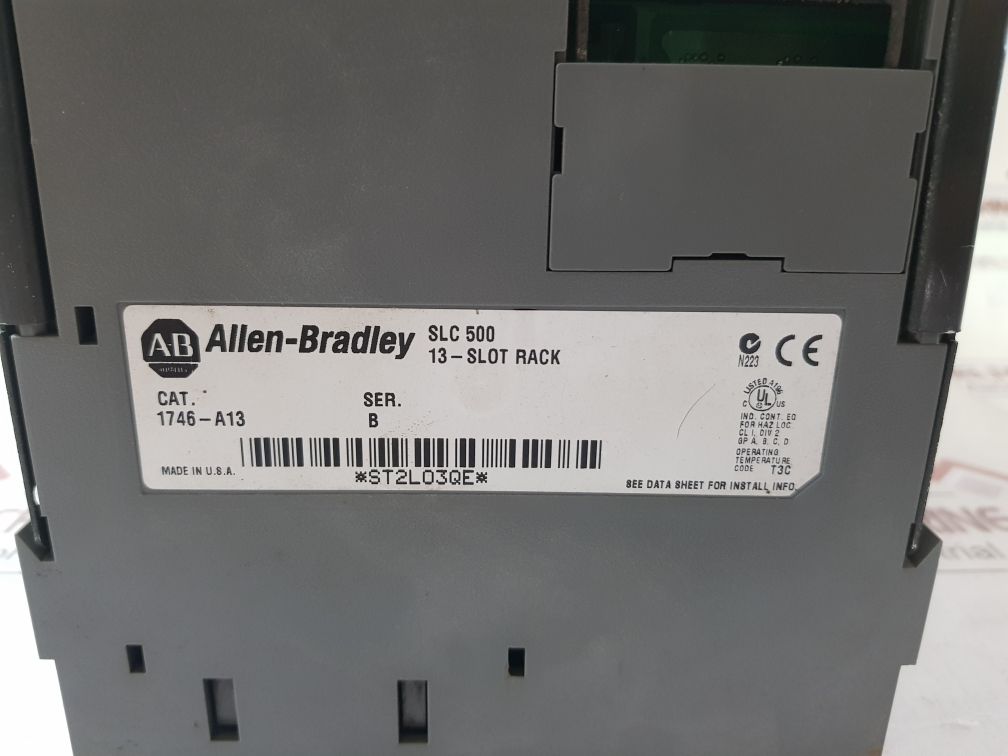 AB
Allen-Bradley
SLC 500
13-SLOT RACK
N223
CE
CAT.
1746-A13
SER.
B
LISTED 4196
C UL US
IND. CONT. EQ
FOR HAZ LOC
CL I, DIV 2
GP A, B, C, D
OPERATING
TEMPERATURE
CODE T3C
MADE IN U.S.A.
*ST2L03QE*
SEE DATA SHEET FOR INSTALL INFO.